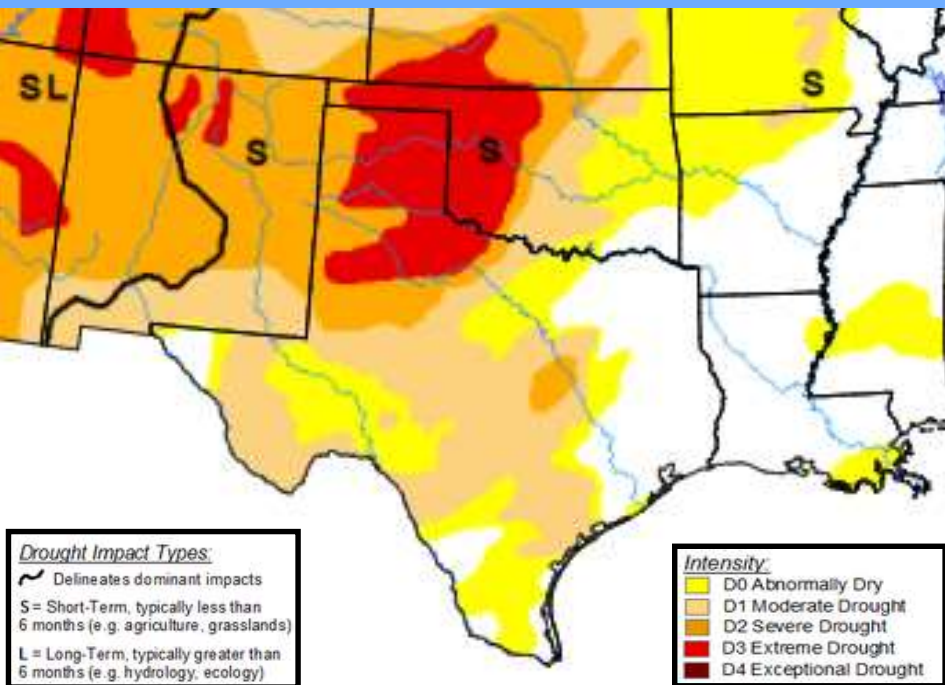 S L
S
S
S
Drought Impact Types:
Delineates dominant impacts
S = Short-Term, typically less than
6 months (e.g. agriculture, grasslands)
L = Long-Term, typically greater than
6 months (e.g. hydrology, ecology)
Intensity:
D0 Abnormally Dry
D1 Moderate Drought
D2 Severe Drought
D3 Extreme Drought
D4 Exceptional Drought